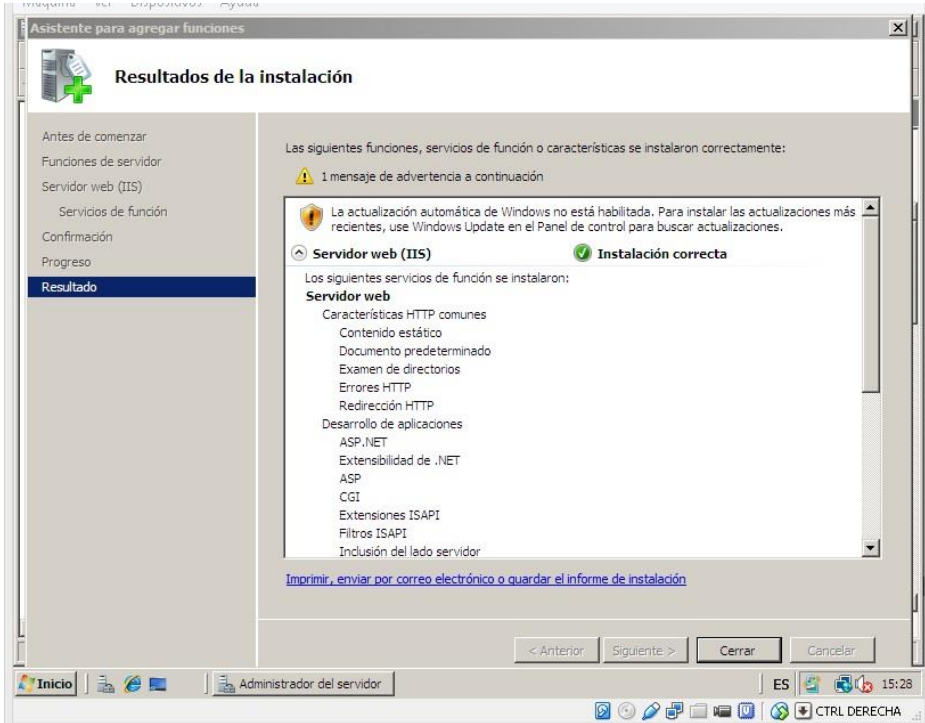 Máquina Ver Dispositivos Ayuda
Asistente para agregar funciones
Resultados de la instalación
Antes de comenzar
Funciones de servidor
Servidor web (IIS)
Servicios de función
Confirmación
Progreso
Resultado
Las siguientes funciones, servicios de función o características se instalaron correctamente:
1 mensaje de advertencia a continuación
La actualización automática de Windows no está habilitada. Para instalar las actualizaciones más
recientes, use Windows Update en el Panel de control para buscar actualizaciones.
Servidor web (IIS) Instalación correcta
Los siguientes servicios de función se instalaron:
Servidor web
Características HTTP comunes
Contenido estático
Documento predeterminado
Examen de directorios
Errores HTTP
Redirección HTTP
Desarrollo de aplicaciones
ASP.NET
Extensibilidad de .NET
ASP
CGI
Extensiones ISAPI
Filtros ISAPI
Inclusión del lado servidor
Imprimir, enviar por correo electrónico o guardar el informe de instalación
< Anterior Siguiente > Cerrar Cancelar
Inicio Administrador del servidor ES 15:28
CTRL DERECHA